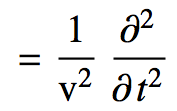 = 1/v² ∂²/∂t²